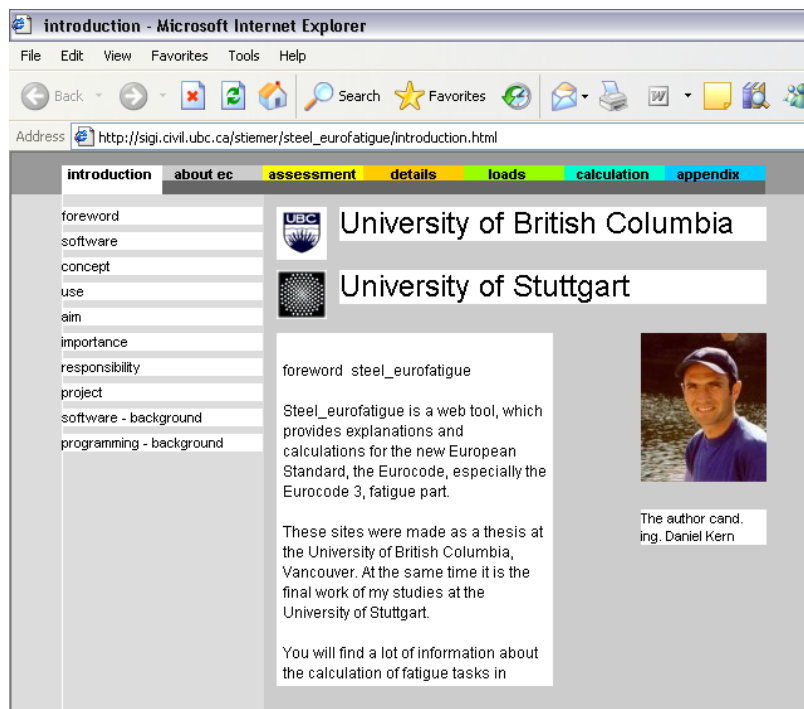 introduction - Microsoft Internet Explorer
File Edit View Favorites Tools Help
Back Search Favorites
Address http://sigi.civil.ubc.ca/stiemer/steel_eurofatigue/introduction.html
introduction about ec assessment details loads calculation appendix
foreword
software
concept
use
aim
importance
responsibility
project
software - background
programming - background
UBC
University of British Columbia
University of Stuttgart
foreword steel_eurofatigue
Steel_eurofatigue is a web tool, which
provides explanations and
calculations for the new European
Standard, the Eurocode, especially the
Eurocode 3, fatigue part.
These sites were made as a thesis at
the University of British Columbia,
Vancouver. At the same time it is the
final work of my studies at the
University of Stuttgart.
You will find a lot of information about
the calculation of fatigue tasks in
The author cand.
ing. Daniel Kern